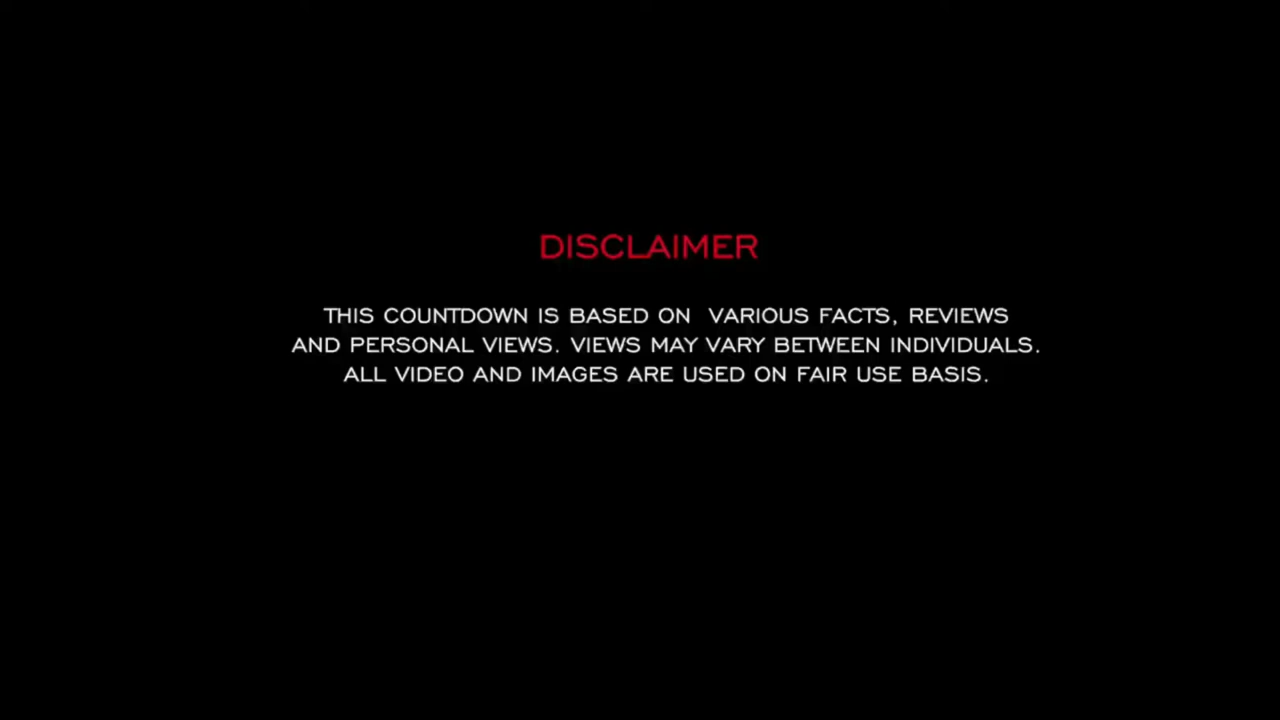 DISCLAIMER
THIS COUNTDOWN IS BASED ON  VARIOUS FACTS, REVIEWS
AND PERSONAL VIEWS. VIEWS MAY VARY BETWEEN INDIVIDUALS.
ALL VIDEO AND IMAGES ARE USED ON FAIR USE BASIS.